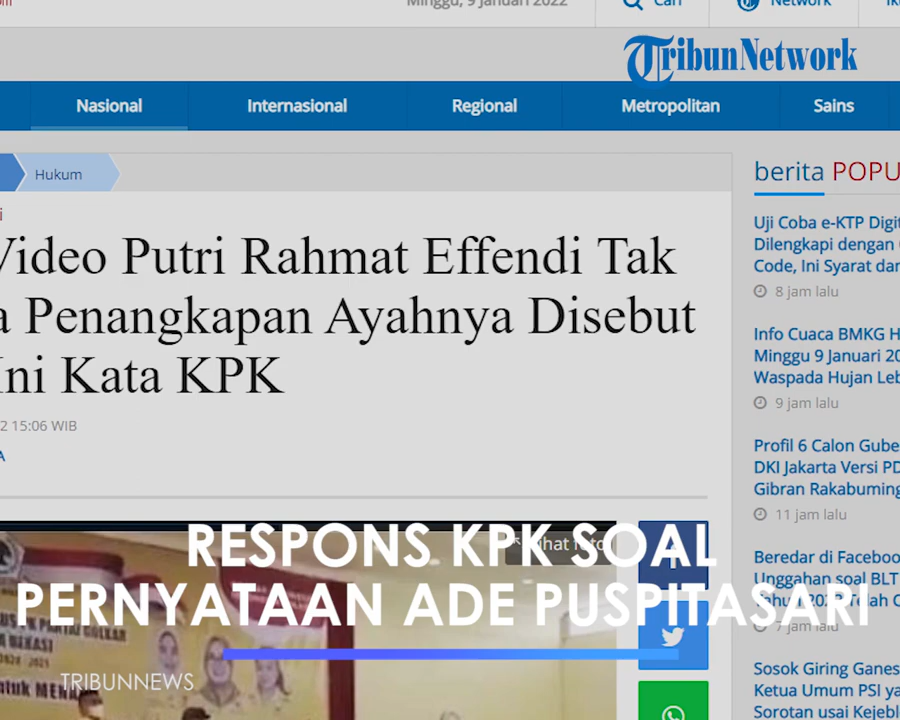 Minggu, 9 Januari 2022
Cari
Network
TribunNetwork
Nasional
Internasional
Regional
Metropolitan
Sains
Hukum
Video Putri Rahmat Effendi Tak
a Penangkapan Ayahnya Disebut
Ini Kata KPK
2 15:06 WIB
A
berita POPU
Uji Coba e-KTP Digit
Dilengkapi dengan
Code, Ini Syarat dan
8 jam lalu
Info Cuaca BMKG H
Minggu 9 Januari 20
Waspada Hujan Leb
9 jam lalu
Profil 6 Calon Gube
DKI Jakarta Versi PD
Gibran Rakabuming
11 jam lalu
Beredar di Faceboo
Unggahan soal BLT
7 jam lalu
Sosok Giring Ganes
Ketua Umum PSI ya
Sorotan usai Kejeblo
RESPONS KPK SOAL
PERNYATAAN ADE PUSPITASARI
TRIBUNNEWS